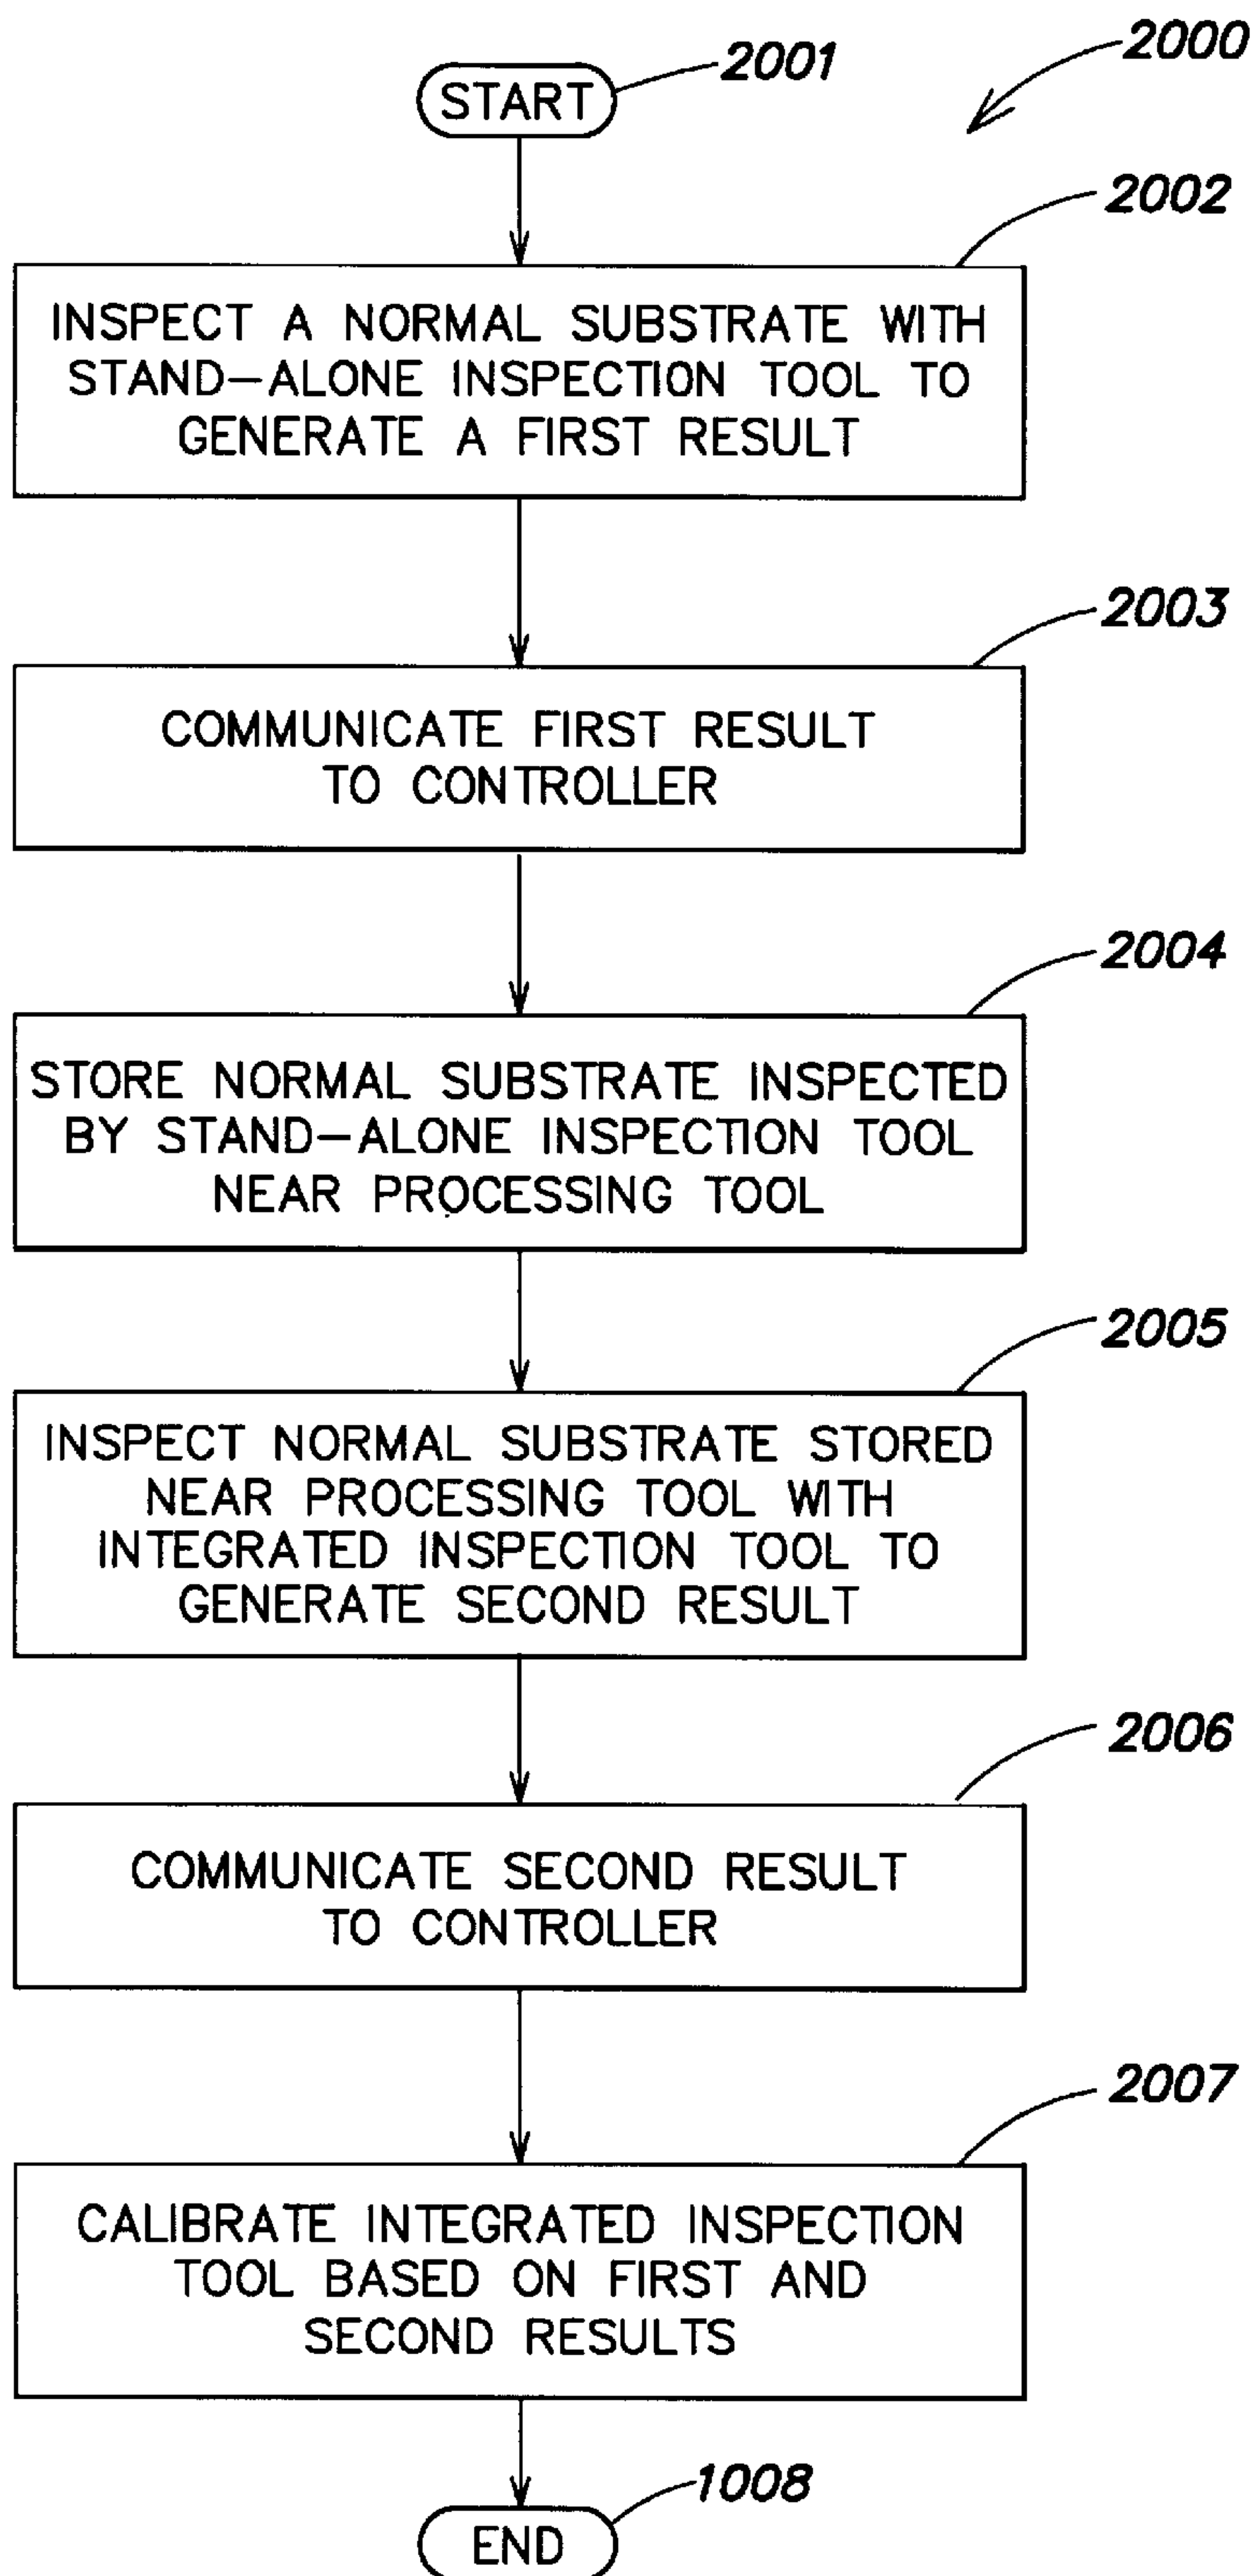 2000
2001
START
2002
INSPECT A NORMAL SUBSTRATE WITH
STAND-ALONE INSPECTION TOOL TO
GENERATE A FIRST RESULT
2003
COMMUNICATE FIRST RESULT
TO CONTROLLER
2004
STORE NORMAL SUBSTRATE INSPECTED
BY STAND-ALONE INSPECTION TOOL
NEAR PROCESSING TOOL
2005
INSPECT NORMAL SUBSTRATE STORED
NEAR PROCESSING TOOL WITH
INTEGRATED INSPECTION TOOL TO
GENERATE SECOND RESULT
2006
COMMUNICATE SECOND RESULT
TO CONTROLLER
2007
CALIBRATE INTEGRATED INSPECTION
TOOL BASED ON FIRST AND
SECOND RESULTS
1008
END